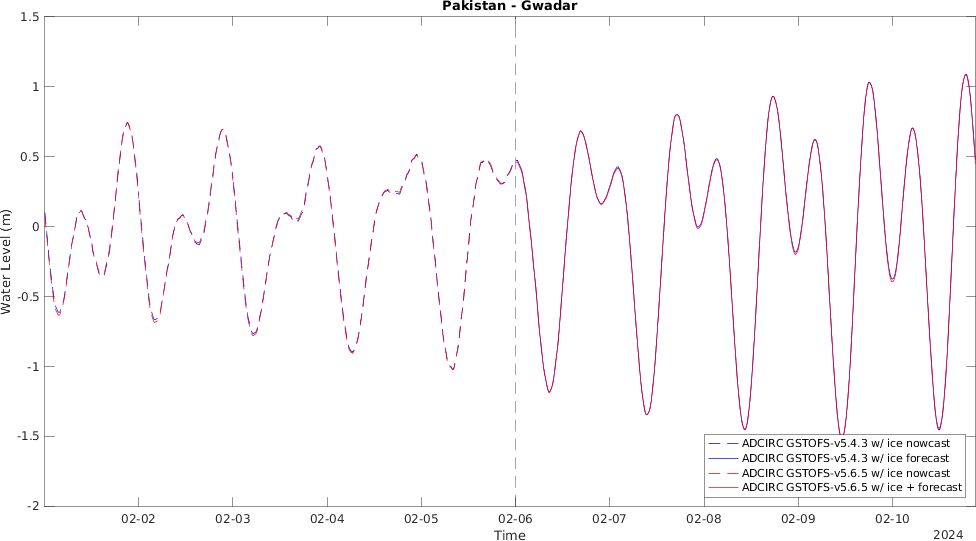 Pakistan - Gwadar
1.5
1
0.5
0
-0.5
-1
-1.5
-2
Water Level (m)
ADCIRC GSTOFS-v5.4.3 w/ ice nowcast
ADCIRC GSTOFS-v5.4.3 w/ ice forecast
ADCIRC GSTOFS-v5.6.5 w/ ice nowcast
ADCIRC GSTOFS-v5.6.5 w/ ice + forecast
02-02 02-03 02-04 02-05 02-06 02-07 02-08 02-09 02-10
Time
2024